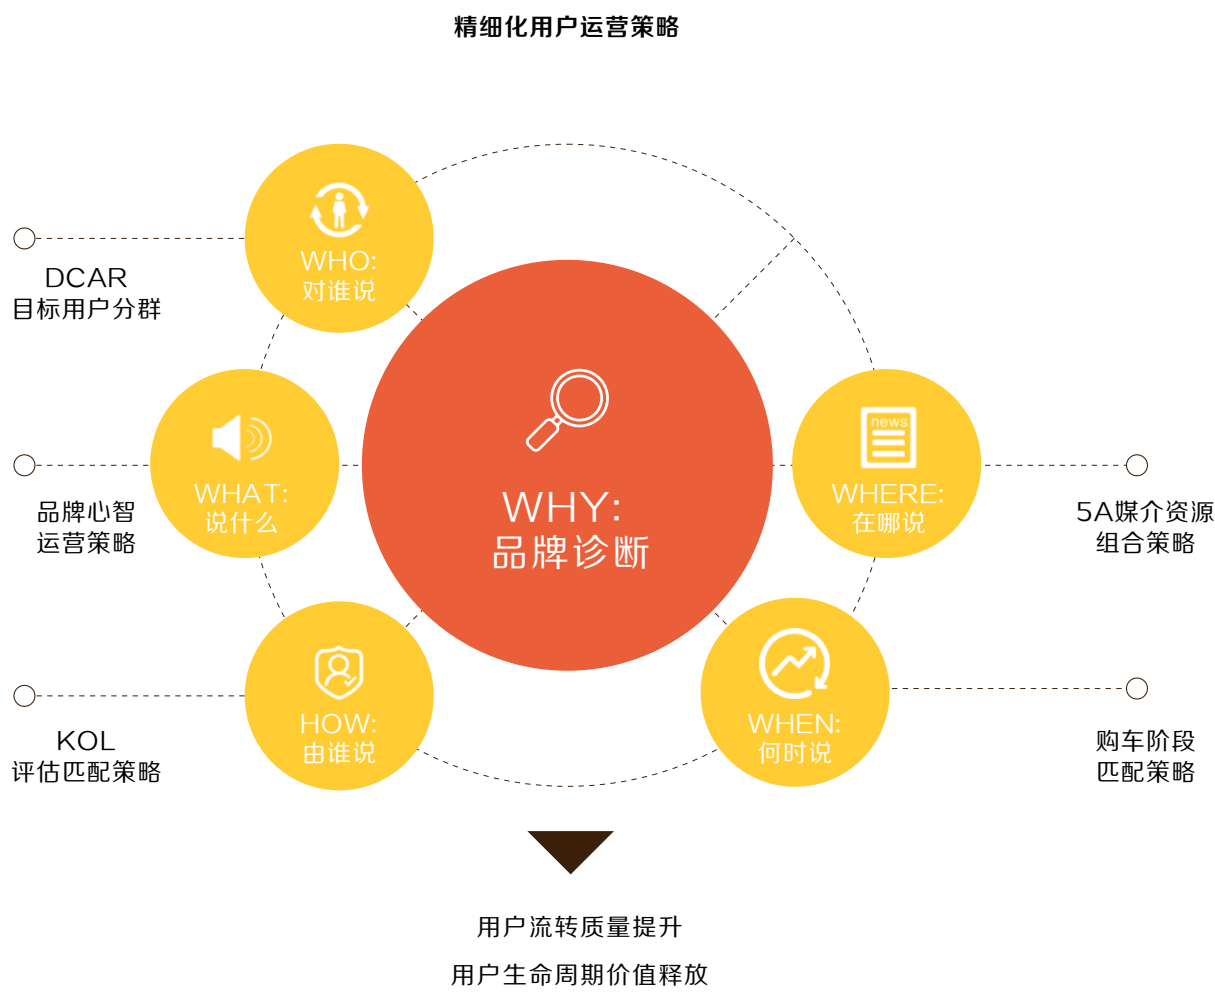 精细化用户运营策略
WHO:
对谁说
DCAR
目标用户分群
WHAT:
说什么
品牌心智
运营策略
HOW:
由谁说
KOL
评估匹配策略
WHY:
品牌诊断
news
WHERE:
在哪说
5A媒介资源
组合策略
WHEN:
何时说
购车阶段
匹配策略
用户流转质量提升
用户生命周期价值释放